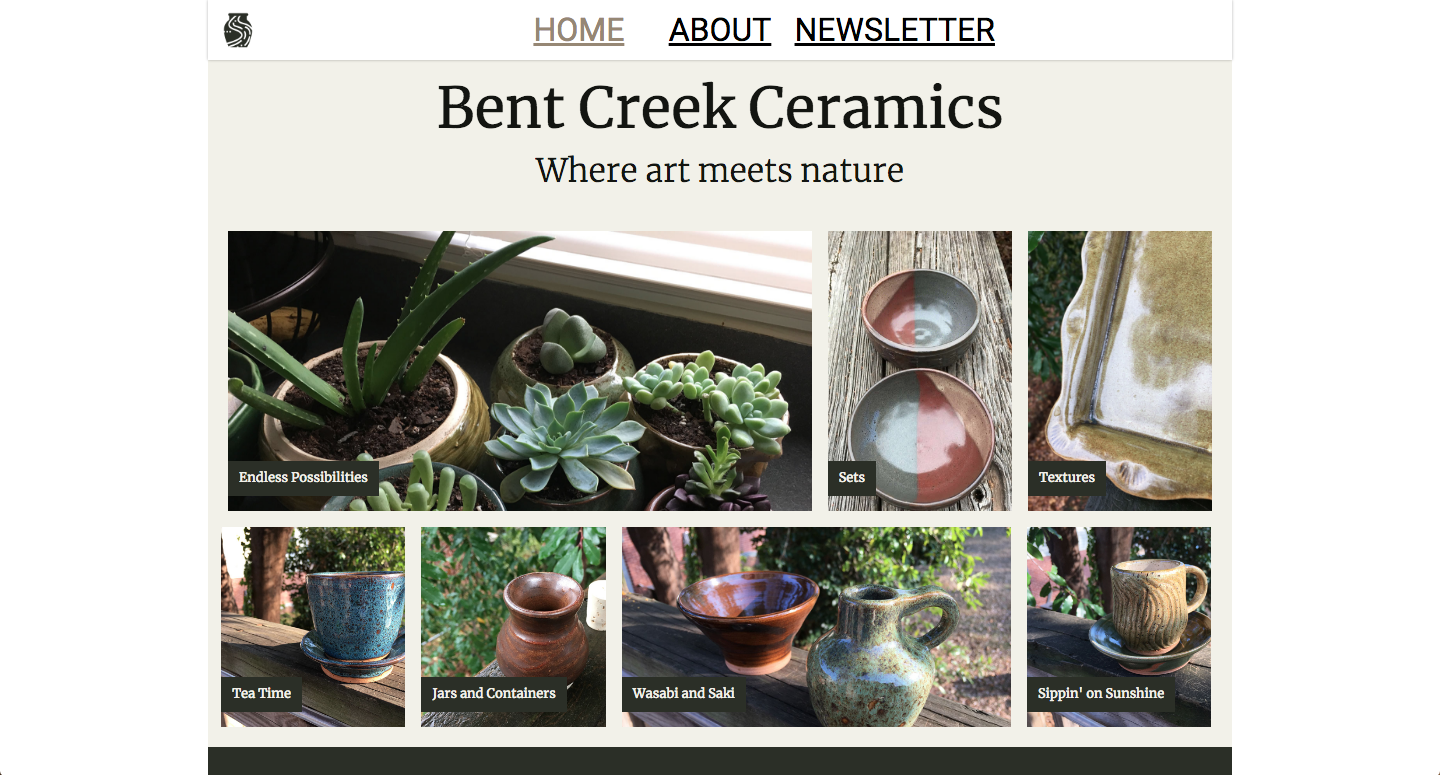 HOME ABOUT NEWSLETTER
Bent Creek Ceramics
Where art meets nature
Endless Possibilities
Sets
Textures
Tea Time
Jars and Containers
Wasabi and Saki
Sippin' on Sunshine